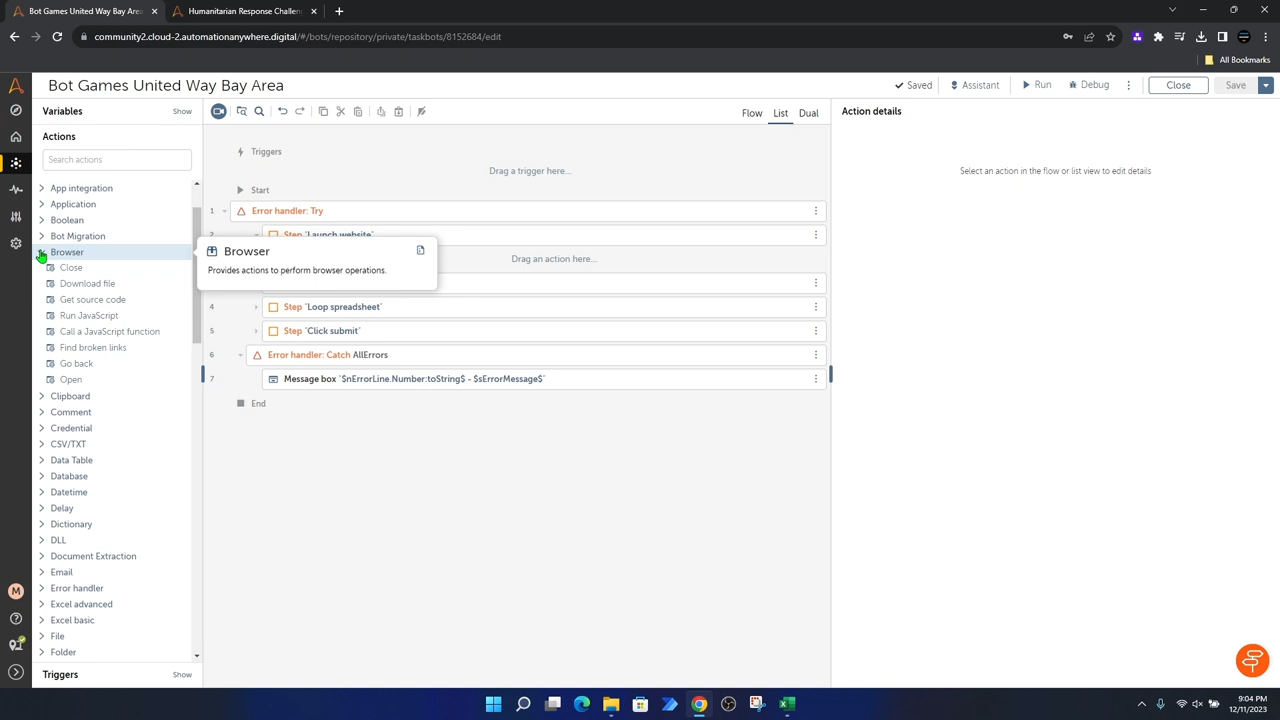 Bot Games United Way Bay Area
Humanitarian Response Challen
community2.cloud-2.automationanywhere.digital/#/bots/repository/private/taskbots/8152684/edit
All Bookmarks
Bot Games United Way Bay Area
Saved
Assistant
Run
Debug
Close
Save
Variables
Show
Flow
List
Dual
Action details
Actions
Search actions
Select an action in the flow or list view to edit details
App integration
Application
Boolean
Bot Migration
Browser
Close
Download file
Get source code
Run JavaScript
Call a JavaScript function
Find broken links
Go back
Open
Clipboard
Comment
Credential
CSV/TXT
Data Table
Database
Datetime
Delay
Dictionary
DLL
Document Extraction
Email
Error handler
Excel advanced
Excel basic
File
Folder
Triggers
Show
Triggers
Drag a trigger here...
Start
1 Error handler: Try
2 Step "Launch website"
Drag an action here...
Browser
Provides actions to perform browser operations.
4 Step "Loop spreadsheet"
5 Step "Click submit"
6 Error handler: Catch AllErrors
7 Message box "$nErrorLine.Number:toString$ - $sErrorMessage$"
End
M
9:04 PM
12/11/2023